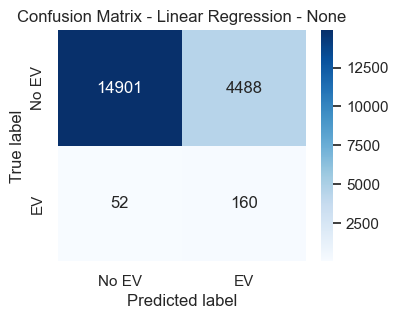 Confusion Matrix - Linear Regression - None
True label
No EV
EV
14901
4488
52
160
No EV
EV
Predicted label
12500
10000
7500
5000
2500